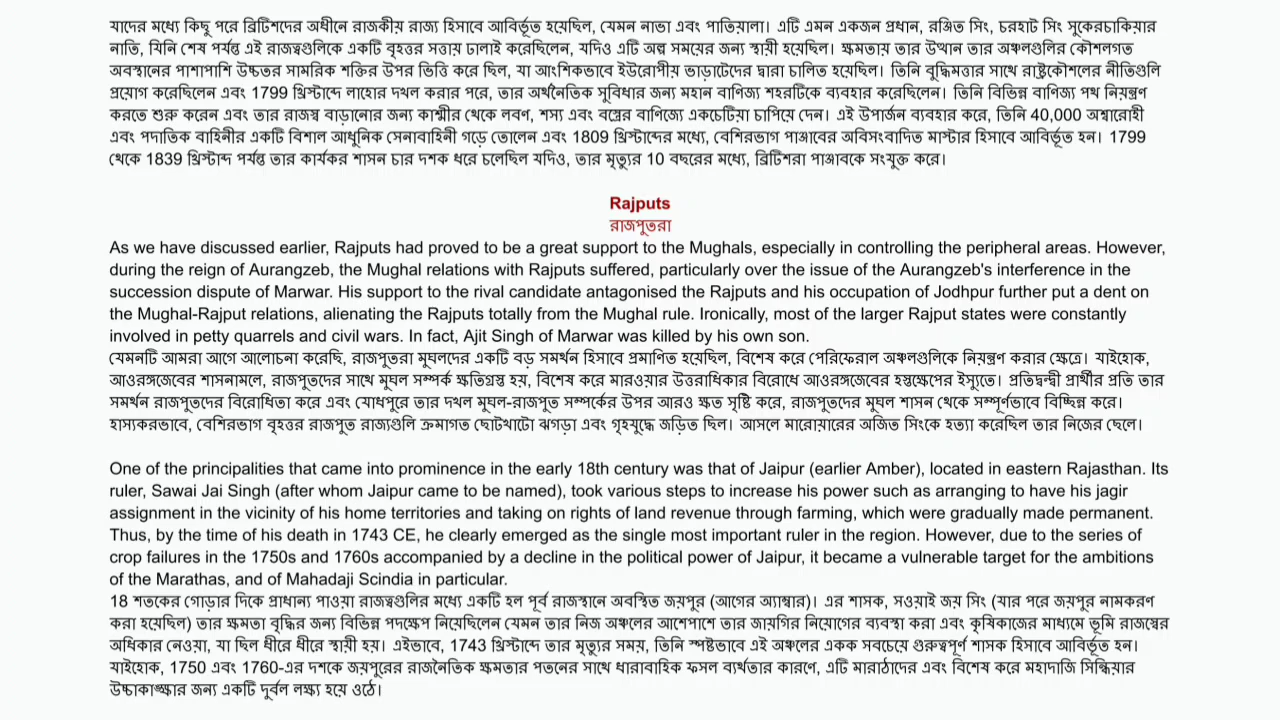 যাদের মধ্যে কিছু পরে ব্রিটিশদের অধীনে রাজকীয় রাজ্য হিসাবে আবির্ভূত হয়েছিল, যেমন নাভা এবং পাতিয়ালা। এটি এমন একজন প্রধান, রঞ্জিত সিং, চরহাট সিং সুকেরচাকিয়ার
নাতি, যিনি শেষ পর্যন্ত এই রাজত্বগুলিকে একটি বৃহত্তর সত্তায় ঢালাই করেছিলেন, যদিও এটি অল্প সময়ের জন্য স্থায়ী হয়েছিল। ক্ষমতায় তার উত্থান তার অঞ্চলগুলির কৌশলগত
অবস্থানের পাশাপাশি উচ্চতর সামরিক শক্তির উপর ভিত্তি করে ছিল, যা আংশিকভাবে ইউরোপীয় ভাড়াটেদের দ্বারা চালিত হয়েছিল। তিনি বুদ্ধিমত্তার সাথে রাষ্ট্রকৌশলের নীতিগুলি
প্রয়োগ করেছিলেন এবং 1799 খ্রিস্টাব্দে লাহোর দখল করার পরে, তার অর্থনৈতিক সুবিধার জন্য মহান বাণিজ্য শহরটিকে ব্যবহার করেছিলেন। তিনি বিভিন্ন বাণিজ্য পথ নিয়ন্ত্রণ
করতে শুরু করেন এবং তার রাজস্ব বাড়ানোর জন্য কাশ্মীর থেকে লবণ, শস্য এবং বস্ত্রের বাণিজ্যে একচেটিয়া চাপিয়ে দেন। এই উপার্জন ব্যবহার করে, তিনি 40,000 অশ্বারোহী
এবং পদাতিক বাহিনীর একটি বিশাল আধুনিক সেনাবাহিনী গড়ে তোলেন এবং 1809 খ্রিস্টাব্দের মধ্যে, বেশিরভাগ পাঞ্জাবের অবিসংবাদিত মাস্টার হিসাবে আবির্ভূত হন। 1799
থেকে 1839 খ্রিস্টাব্দ পর্যন্ত তার কার্যকর শাসন চার দশক ধরে চলেছিল যদিও, তার মৃত্যুর 10 বছরের মধ্যে, ব্রিটিশরা পাঞ্জাবকে সংযুক্ত করে।
Rajputs
রাজপুতরা
As we have discussed earlier, Rajputs had proved to be a great support to the Mughals, especially in controlling the peripheral areas. However,
during the reign of Aurangzeb, the Mughal relations with Rajputs suffered, particularly over the issue of the Aurangzeb's interference in the
succession dispute of Marwar. His support to the rival candidate antagonised the Rajputs and his occupation of Jodhpur further put a dent on
the Mughal-Rajput relations, alienating the Rajputs totally from the Mughal rule. Ironically, most of the larger Rajput states were constantly
involved in petty quarrels and civil wars. In fact, Ajit Singh of Marwar was killed by his own son.
যেমনটি আমরা আগে আলোচনা করেছি, রাজপুতরা মুঘলদের একটি বড় সমর্থন হিসাবে প্রমাণিত হয়েছিল, বিশেষ করে পেরিফেরাল অঞ্চলগুলিকে নিয়ন্ত্রণ করার ক্ষেত্রে। যাইহোক,
আওরঙ্গজেবের শাসনামলে, রাজপুতদের সাথে মুঘল সম্পর্ক ক্ষতিগ্রস্ত হয়, বিশেষ করে মারওয়ার উত্তরাধিকার বিরোধে আওরঙ্গজেবের হস্তক্ষেপের ইস্যুতে। প্রতিদ্বন্দ্বী প্রার্থীর প্রতি তার
সমর্থন রাজপুতদের বিরোধিতা করে এবং যোধপুরে তার দখল মুঘল-রাজপুত সম্পর্কের উপর আরও ক্ষত সৃষ্টি করে, রাজপুতদের মুঘল শাসন থেকে সম্পূর্ণভাবে বিচ্ছিন্ন করে।
হাস্যকরভাবে, বেশিরভাগ বৃহত্তর রাজপুত রাজ্যগুলি ক্রমাগত ছোটখাটো ঝগড়া এবং গৃহযুদ্ধে জড়িত ছিল। আসলে মারোয়ারের অজিত সিংকে হত্যা করেছিল তার নিজের ছেলে।
One of the principalities that came into prominence in the early 18th century was that of Jaipur (earlier Amber), located in eastern Rajasthan. Its
ruler, Sawai Jai Singh (after whom Jaipur came to be named), took various steps to increase his power such as arranging to have his jagir
assignment in the vicinity of his home territories and taking on rights of land revenue through farming, which were gradually made permanent.
Thus, by the time of his death in 1743 CE, he clearly emerged as the single most important ruler in the region. However, due to the series of
crop failures in the 1750s and 1760s accompanied by a decline in the political power of Jaipur, it became a vulnerable target for the ambitions
of the Marathas, and of Mahadaji Scindia in particular.
18 শতকের গোড়ার দিকে প্রাধান্য পাওয়া রাজত্বগুলির মধ্যে একটি হল পূর্ব রাজস্থানে অবস্থিত জয়পুর (আগের অ্যাম্বার)। এর শাসক, সওয়াই জয় সিং (যার পরে জয়পুর নামকরণ
করা হয়েছিল) তার ক্ষমতা বৃদ্ধির জন্য বিভিন্ন পদক্ষেপ নিয়েছিলেন যেমন তার নিজ অঞ্চলের আশেপাশে তার জায়গির নিয়োগের ব্যবস্থা করা এবং কৃষিকাজের মাধ্যমে ভূমি রাজস্বের
অধিকার নেওয়া, যা ছিল ধীরে ধীরে স্থায়ী হয়। এইভাবে, 1743 খ্রিস্টাব্দে তার মৃত্যুর সময়, তিনি স্পষ্টভাবে এই অঞ্চলের একক সবচেয়ে গুরুত্বপূর্ণ শাসক হিসাবে আবির্ভূত হন।
যাইহোক, 1750 এবং 1760-এর দশকে জয়পুরের রাজনৈতিক ক্ষমতার পতনের সাথে ধারাবাহিক ফসল ব্যর্থতার কারণে, এটি মারাঠাদের এবং বিশেষ করে মহাদাজি সিন্ধিয়ার
উচ্চাকাঙ্ক্ষার জন্য একটি দুর্বল লক্ষ্য হয়ে ওঠে।